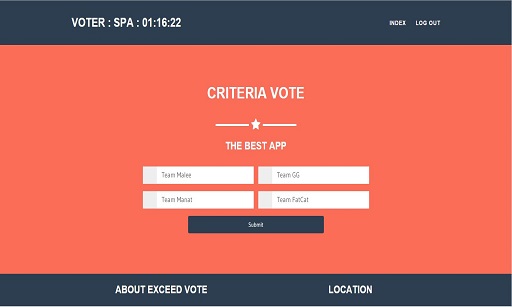 VOTER : SPA : 01:16:22
INDEX LOG OUT
CRITERIA VOTE
THE BEST APP
Team Malee Team GG
Team Manat Team FatCat
Submit
ABOUT EXCEED VOTE LOCATION